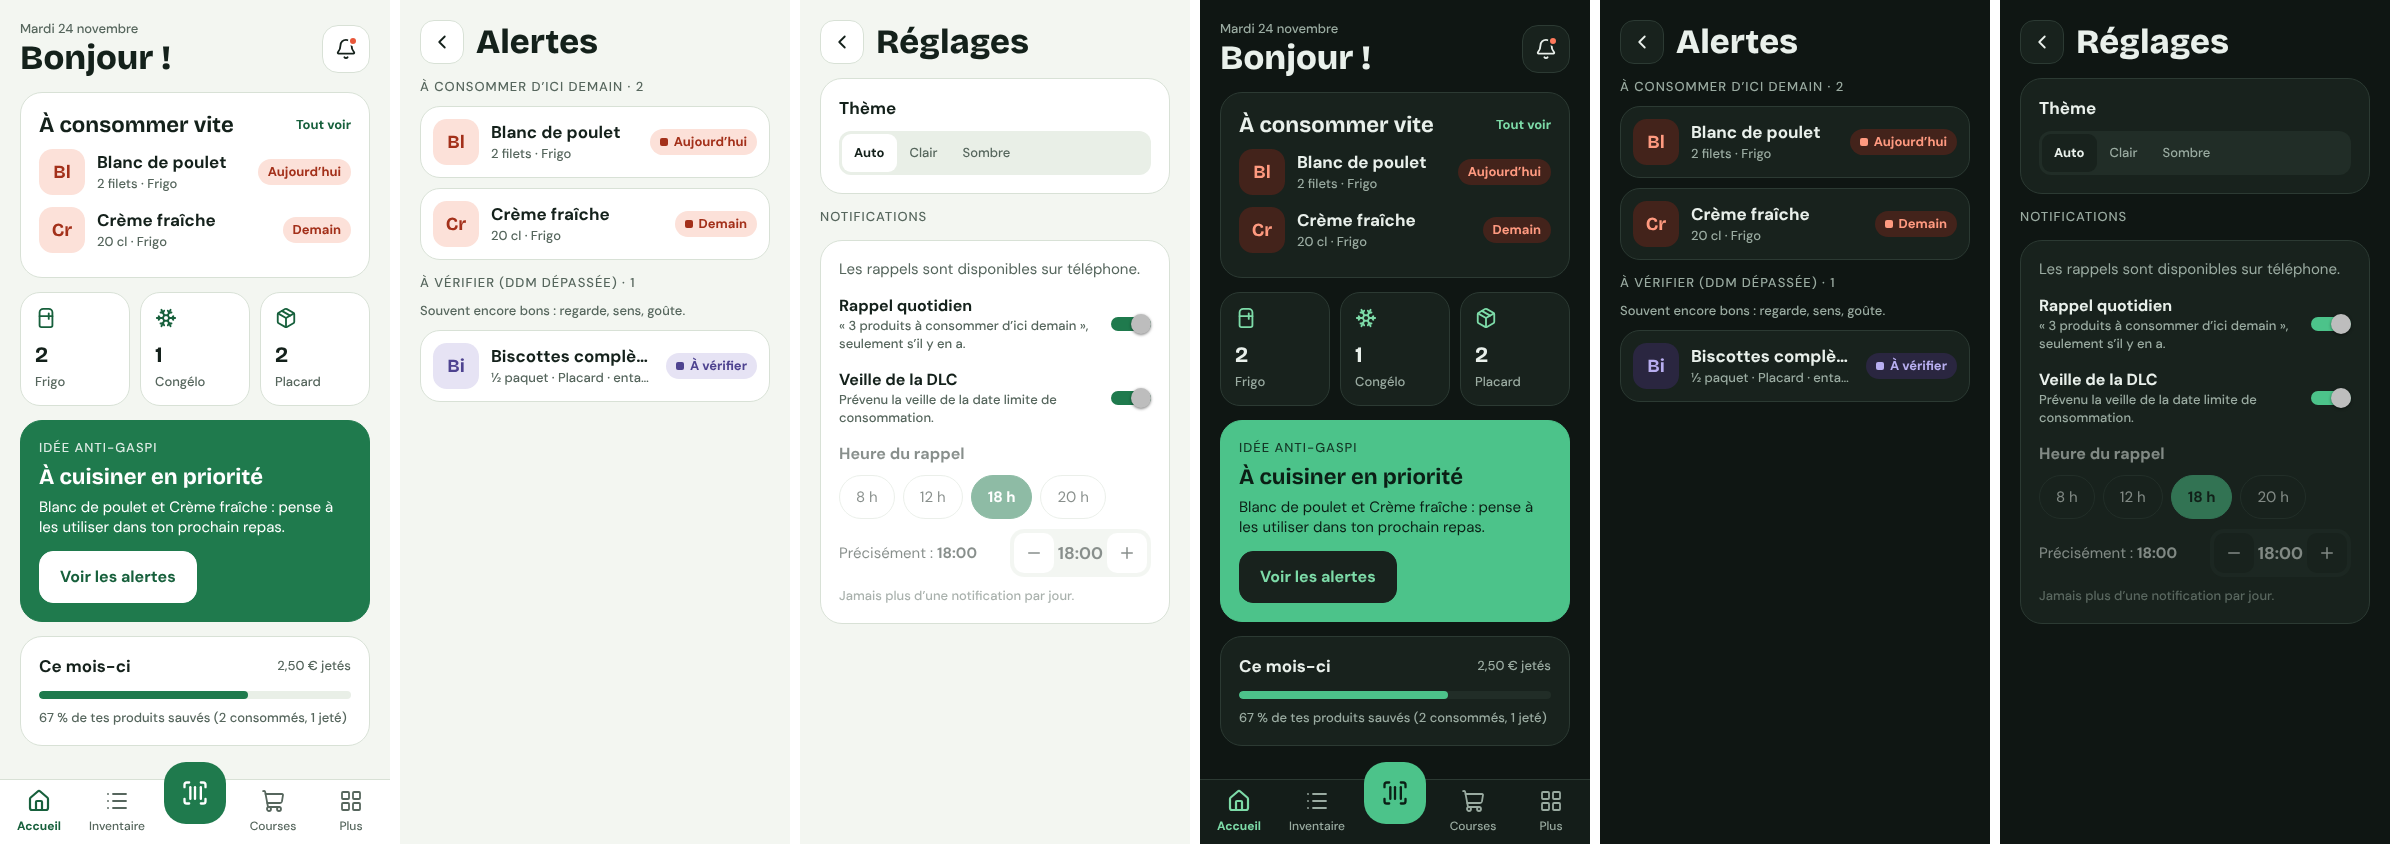 Mardi 24 novembre
Bonjour !
À consommer vite
Tout voir
Bl
Blanc de poulet
2 filets · Frigo
Aujourd’hui
Cr
Crème fraîche
20 cl · Frigo
Demain
2
Frigo
1
Congélo
2
Placard
IDÉE ANTI-GASPI
À cuisiner en priorité
Blanc de poulet et Crème fraîche : pense à
les utiliser dans ton prochain repas.
Voir les alertes
Ce mois-ci
2,50 € jetés
67 % de tes produits sauvés (2 consommés, 1 jeté)
Accueil
Inventaire
Courses
Plus
Alertes
À CONSOMMER D’ICI DEMAIN · 2
Bl
Blanc de poulet
2 filets · Frigo
Aujourd’hui
Cr
Crème fraîche
20 cl · Frigo
Demain
À VÉRIFIER (DDM DÉPASSÉE) · 1
Souvent encore bons : regarde, sens, goûte.
Bi
Biscottes complè...
½ paquet · Placard · enta...
À vérifier
Réglages
Thème
Auto
Clair
Sombre
NOTIFICATIONS
Les rappels sont disponibles sur téléphone.
Rappel quotidien
« 3 produits à consommer d’ici demain »,
seulement s’il y en a.
Veille de la DLC
Prévenu la veille de la date limite de
consommation.
Heure du rappel
8 h
12 h
18 h
20 h
Précisément : 18:00
− 18:00 +
Jamais plus d’une notification par jour.
Mardi 24 novembre
Bonjour !
À consommer vite
Tout voir
Bl
Blanc de poulet
2 filets · Frigo
Aujourd’hui
Cr
Crème fraîche
20 cl · Frigo
Demain
2
Frigo
1
Congélo
2
Placard
IDÉE ANTI-GASPI
À cuisiner en priorité
Blanc de poulet et Crème fraîche : pense à
les utiliser dans ton prochain repas.
Voir les alertes
Ce mois-ci
2,50 € jetés
67 % de tes produits sauvés (2 consommés, 1 jeté)
Accueil
Inventaire
Courses
Plus
Alertes
À CONSOMMER D’ICI DEMAIN · 2
Bl
Blanc de poulet
2 filets · Frigo
Aujourd’hui
Cr
Crème fraîche
20 cl · Frigo
Demain
À VÉRIFIER (DDM DÉPASSÉE) · 1
Souvent encore bons : regarde, sens, goûte.
Bi
Biscottes complè...
½ paquet · Placard · enta...
À vérifier
Réglages
Thème
Auto
Clair
Sombre
NOTIFICATIONS
Les rappels sont disponibles sur téléphone.
Rappel quotidien
« 3 produits à consommer d’ici demain »,
seulement s’il y en a.
Veille de la DLC
Prévenu la veille de la date limite de
consommation.
Heure du rappel
8 h
12 h
18 h
20 h
Précisément : 18:00
− 18:00 +
Jamais plus d’une notification par jour.